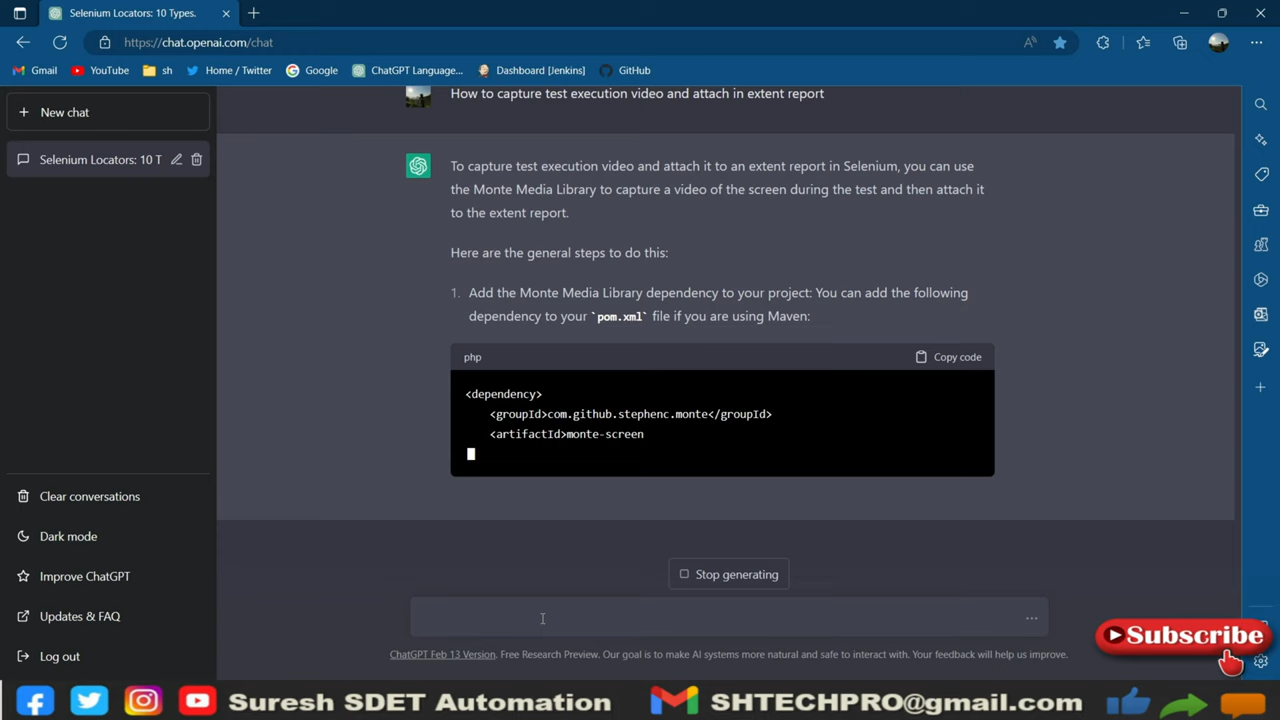 Selenium Locators: 10 Types.
https://chat.openai.com/chat
Gmail
YouTube
sh
Home / Twitter
Google
ChatGPT Language...
Dashboard [Jenkins]
GitHub
New chat
Selenium Locators: 10 T
How to capture test execution video and attach in extent report
To capture test execution video and attach it to an extent report in Selenium, you can use
the Monte Media Library to capture a video of the screen during the test and then attach it
to the extent report.
Here are the general steps to do this:
1. Add the Monte Media Library dependency to your project: You can add the following
dependency to your `pom.xml` file if you are using Maven:
php
Copy code
<dependency>
<groupId>com.github.stephenc.monte</groupId>
<artifactId>monte-screen
Clear conversations
Dark mode
Improve ChatGPT
Updates & FAQ
Log out
Stop generating
ChatGPT Feb 13 Version. Free Research Preview. Our goal is to make AI systems more natural and safe to interact with. Your feedback will help us improve.
Subscribe
Suresh SDET Automation
SHTECHPRO@gmail.com